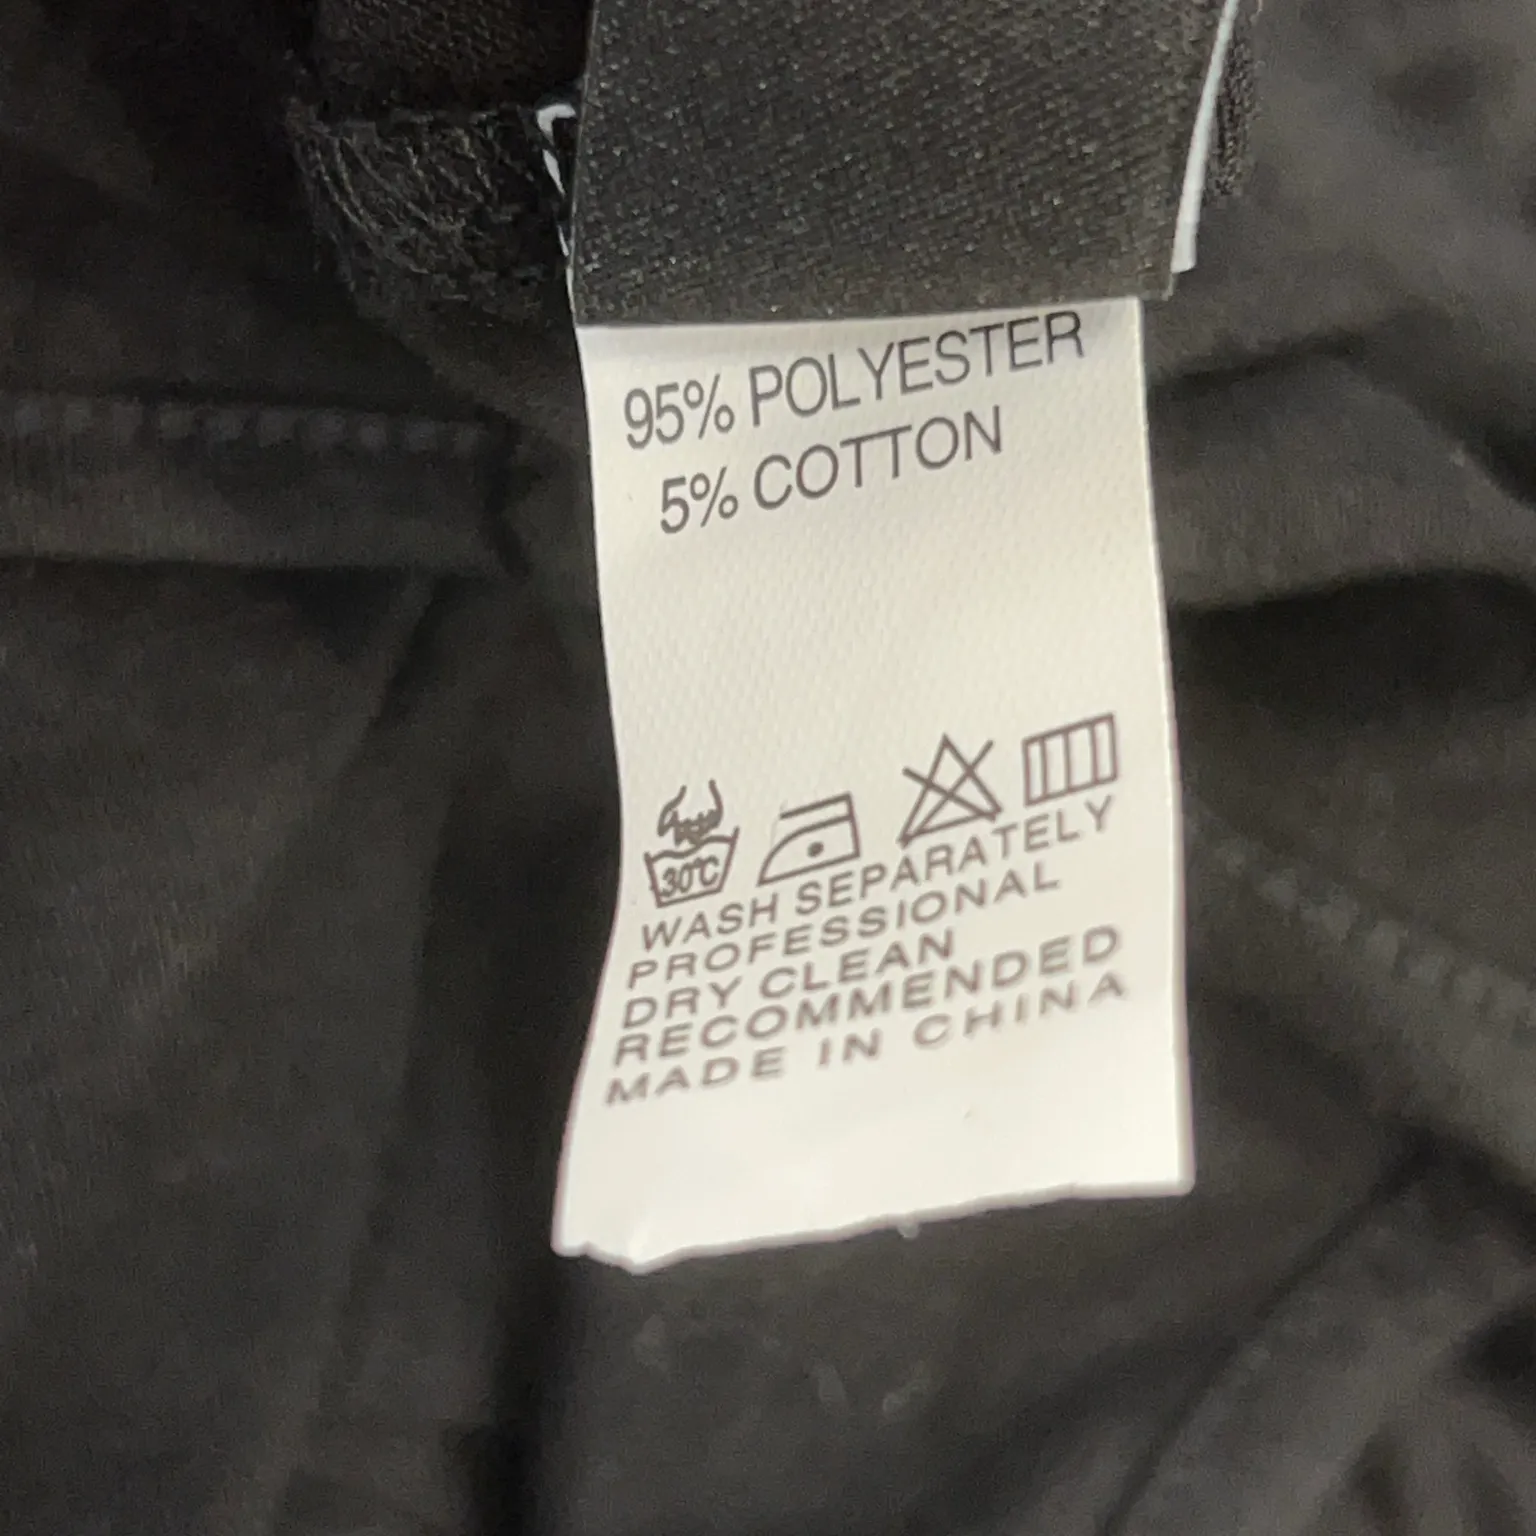 95% POLYESTER
5% COTTON
30°C
WASH SEPARATELY
PROFESSIONAL
DRY CLEAN
RECOMMENDED
MADE IN CHINA